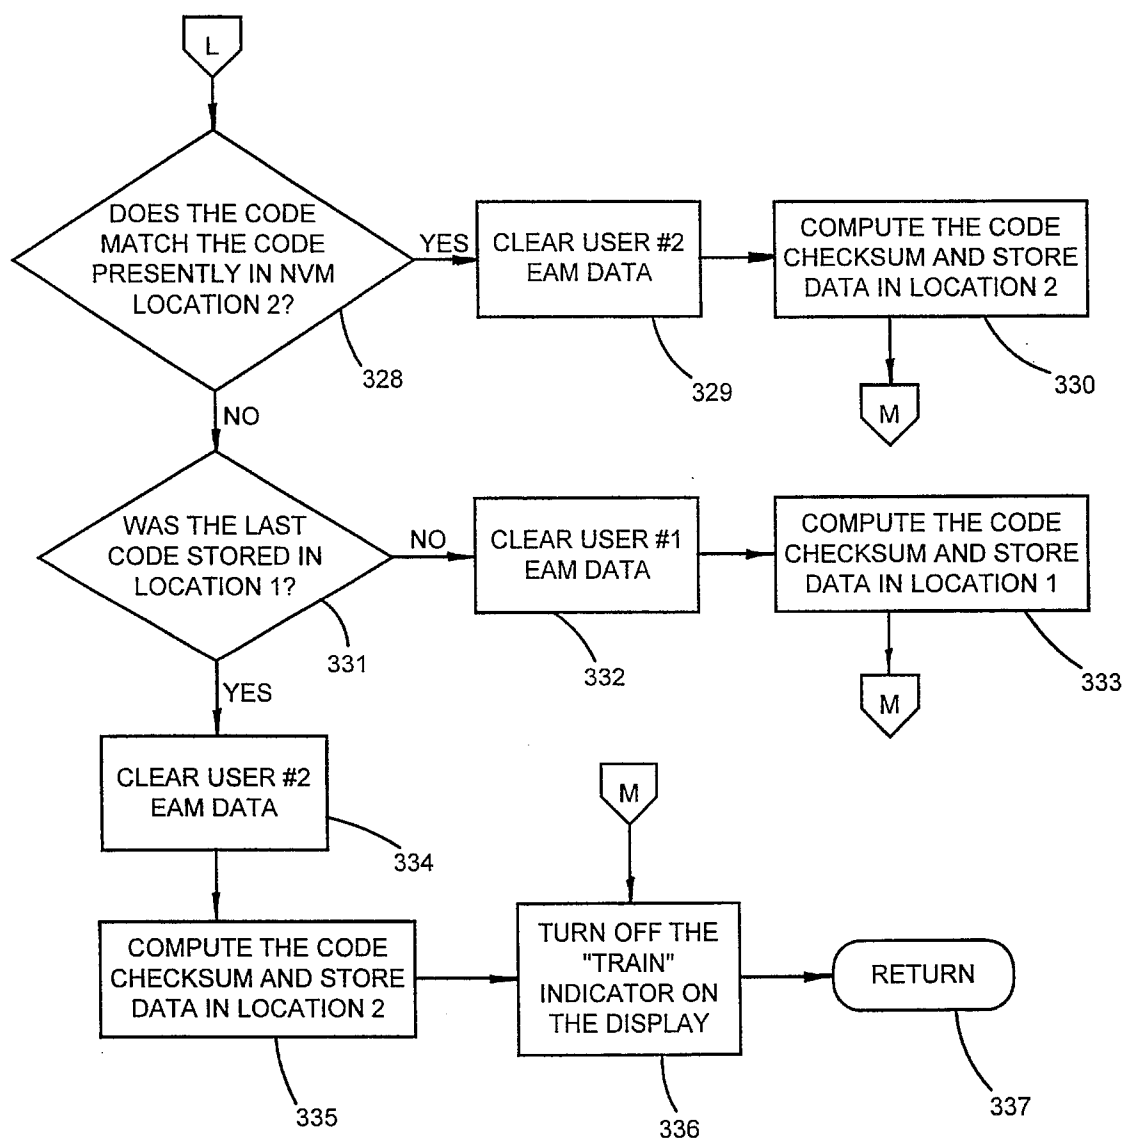 L
DOES THE CODE
MATCH THE CODE
PRESENTLY IN NVM
LOCATION 2?
328
YES
CLEAR USER #2
EAM DATA
329
COMPUTE THE CODE
CHECKSUM AND STORE
DATA IN LOCATION 2
330
M
NO
WAS THE LAST
CODE STORED IN
LOCATION 1?
331
NO
CLEAR USER #1
EAM DATA
332
COMPUTE THE CODE
CHECKSUM AND STORE
DATA IN LOCATION 1
333
M
YES
CLEAR USER #2
EAM DATA
334
COMPUTE THE CODE
CHECKSUM AND STORE
DATA IN LOCATION 2
335
M
TURN OFF THE
"TRAIN"
INDICATOR ON
THE DISPLAY
336
RETURN
337